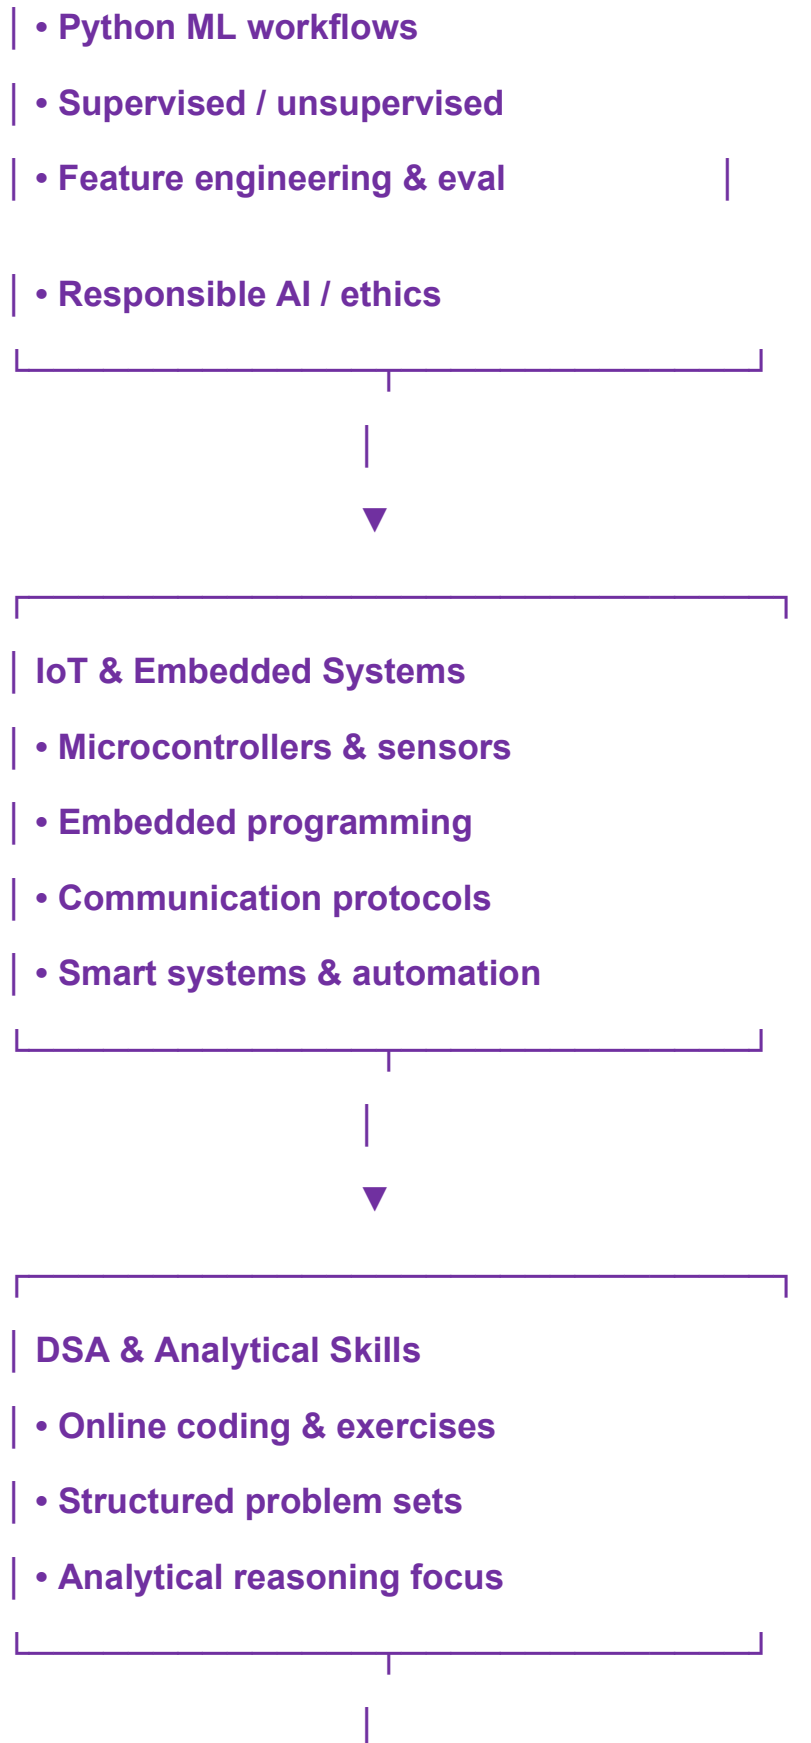 │ • Python ML workflows
│ • Supervised / unsupervised
│ • Feature engineering & eval │
│ • Responsible AI / ethics
└───────────────┬───────────────┘
│
▼
┌───────────────────────────────┐
│ IoT & Embedded Systems
│ • Microcontrollers & sensors
│ • Embedded programming
│ • Communication protocols
│ • Smart systems & automation
└───────────────┬───────────────┘
│
▼
┌───────────────────────────────┐
│ DSA & Analytical Skills
│ • Online coding & exercises
│ • Structured problem sets
│ • Analytical reasoning focus
└───────────────┬───────────────┘
│